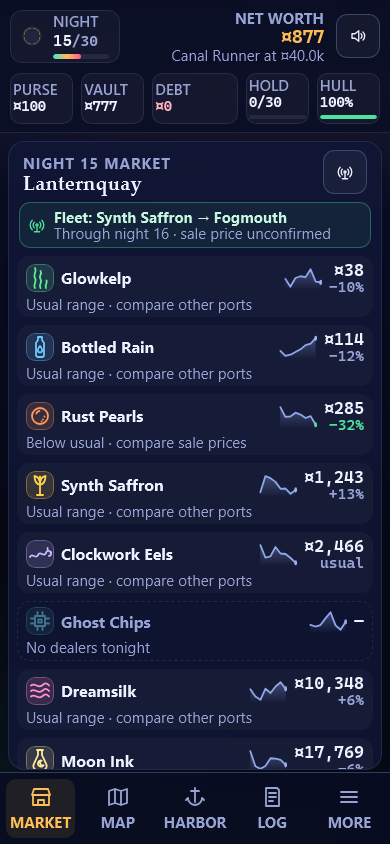 NIGHT
15/30
NET WORTH
¤877
Canal Runner at ¤40.0k
PURSE
¤100
VAULT
¤777
DEBT
¤0
HOLD
0/30
HULL
100%
NIGHT 15 MARKET
Lanternquay
Fleet: Synth Saffron → Fogmouth
Through night 16 · sale price unconfirmed
Glowkelp
¤38
−10%
Usual range · compare other ports
Bottled Rain
¤114
−12%
Usual range · compare other ports
Rust Pearls
¤285
−32%
Below usual · compare sale prices
Synth Saffron
¤1,243
+13%
Usual range · compare other ports
Clockwork Eels
¤2,466
usual
Usual range · compare other ports
Ghost Chips
—
No dealers tonight
Dreamsilk
¤10,348
+6%
Usual range · compare other ports
Moon Ink
¤17,769
MARKET
MAP
HARBOR
LOG
MORE